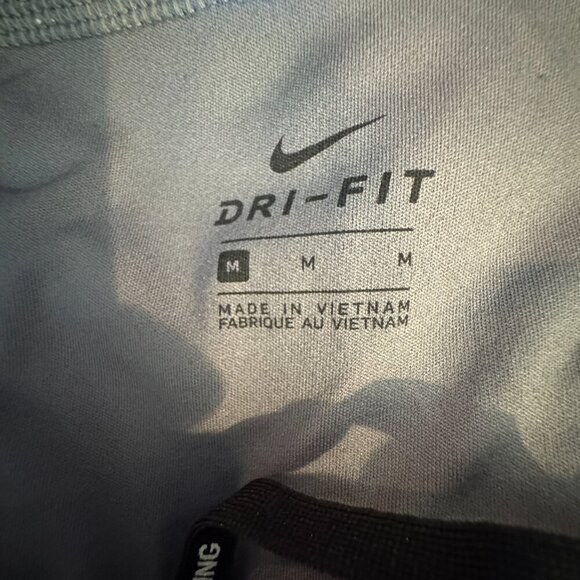 DRI-FIT
M M M
MADE IN VIETNAM
FABRIQUE AU VIETNAM